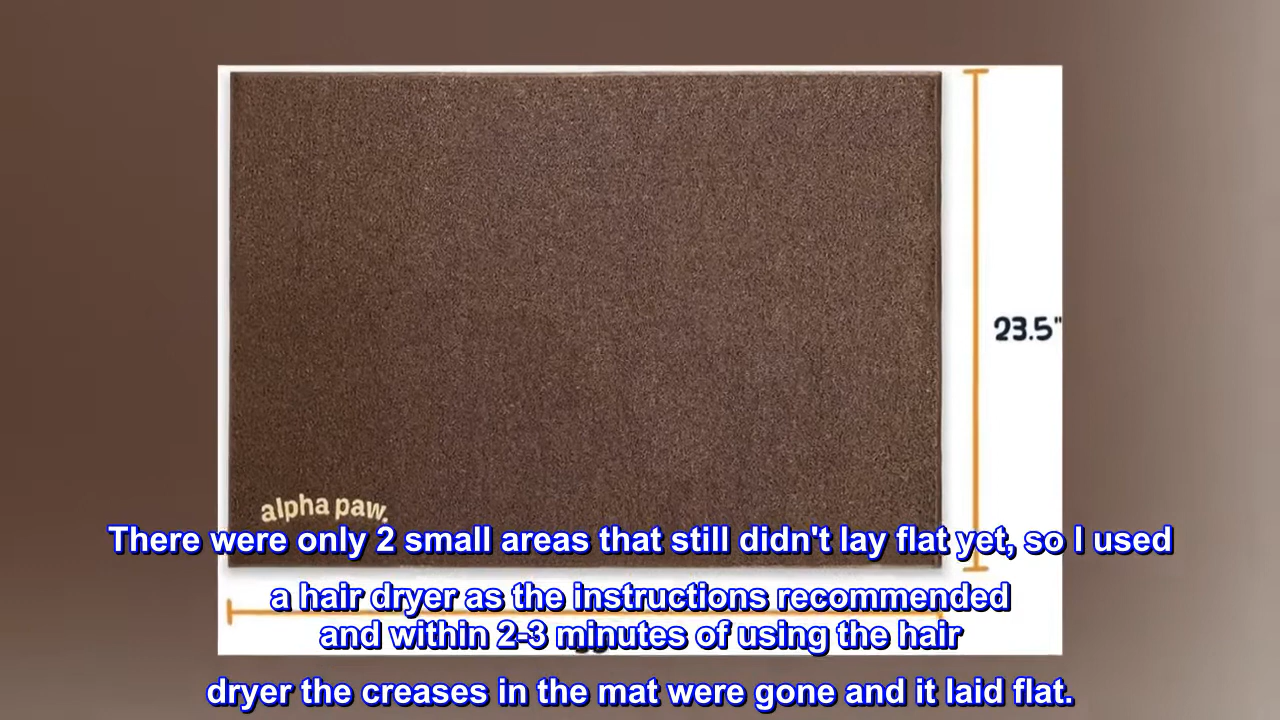 23.5"
alpha paw.
There were only 2 small areas that still didn't lay flat yet, so I used
a hair dryer as the instructions recommended
and within 2-3 minutes of using the hair
dryer the creases in the mat were gone and it laid flat.